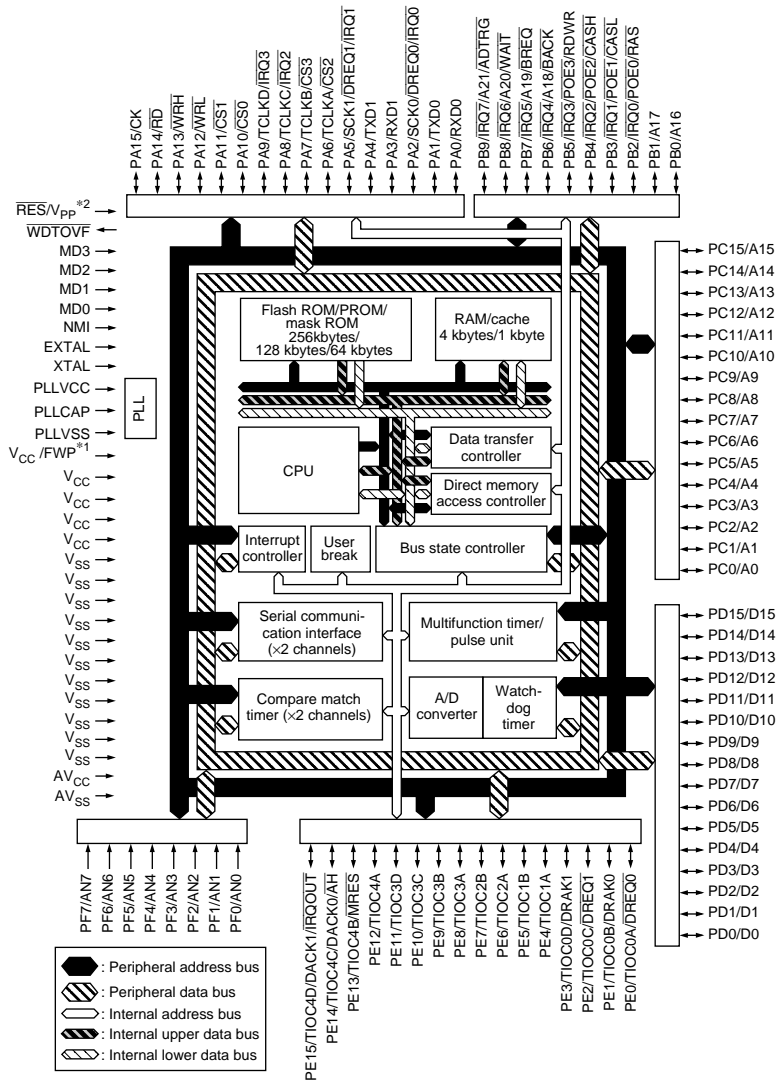 PA15/CK
PA14/RD
PA13/WRH
PA12/WRL
PA11/CS1
PA10/CS0
PA9/TCLKD/IRQ3
PA8/TCLKC/IRQ2
PA7/TCLKB/CS3
PA6/TCLKA/CS2
PA5/SCK1/DREQ1/IRQ1
PA4/TXD1
PA3/RXD1
PA2/SCK0/DREQ0/IRQ0
PA1/TXD0
PA0/RXD0
PB9/IRQ7/A21/ADTRG
PB8/IRQ6/A20/WAIT
PB7/IRQ5/A19/BREQ
PB6/IRQ4/A18/BACK
PB5/IRQ3/POE3/RDWR
PB4/IRQ2/POE2/CASH
PB3/IRQ1/POE1/CASL
PB2/IRQ0/POE0/RAS
PB1/A17
PB0/A16
RES/VPP*2
WDTOVF
MD3
MD2
MD1
MD0
NMI
EXTAL
XTAL
PLLVCC
PLLCAP
PLLVSS
PLL
VCC/FWP*1
VCC
VCC
VCC
VCC
VSS
VSS
VSS
VSS
VSS
VSS
VSS
VSS
VSS
VSS
AVCC
AVSS
Flash ROM/PROM/
mask ROM
256kbytes/
128 kbytes/64 kbytes
RAM/cache
4 kbytes/1 kbyte
CPU
Data transfer
controller
Direct memory
access controller
Interrupt
controller
User
break
Bus state controller
Serial communi-
cation interface
(×2 channels)
Multifunction timer/
pulse unit
Compare match
timer (×2 channels)
A/D
converter
Watch-
dog
timer
PC15/A15
PC14/A14
PC13/A13
PC12/A12
PC11/A11
PC10/A10
PC9/A9
PC8/A8
PC7/A7
PC6/A6
PC5/A5
PC4/A4
PC3/A3
PC2/A2
PC1/A1
PC0/A0
PD15/D15
PD14/D14
PD13/D13
PD12/D12
PD11/D11
PD10/D10
PD9/D9
PD8/D8
PD7/D7
PD6/D6
PD5/D5
PD4/D4
PD3/D3
PD2/D2
PD1/D1
PD0/D0
PF7/AN7
PF6/AN6
PF5/AN5
PF4/AN4
PF3/AN3
PF2/AN2
PF1/AN1
PF0/AN0
PE15/TIOC4D/DACK1/IRQOUT
PE14/TIOC4C/DACK0/AH
PE13/TIOC4B/MRES
PE12/TIOC4A
PE11/TIOC3D
PE10/TIOC3C
PE9/TIOC3B
PE8/TIOC3A
PE7/TIOC2B
PE6/TIOC2A
PE5/TIOC1B
PE4/TIOC1A
PE3/TIOC0D/DRAK1
PE2/TIOC0C/DREQ1
PE1/TIOC0B/DRAK0
PE0/TIOC0A/DREQ0
: Peripheral address bus
: Peripheral data bus
: Internal address bus
: Internal upper data bus
: Internal lower data bus